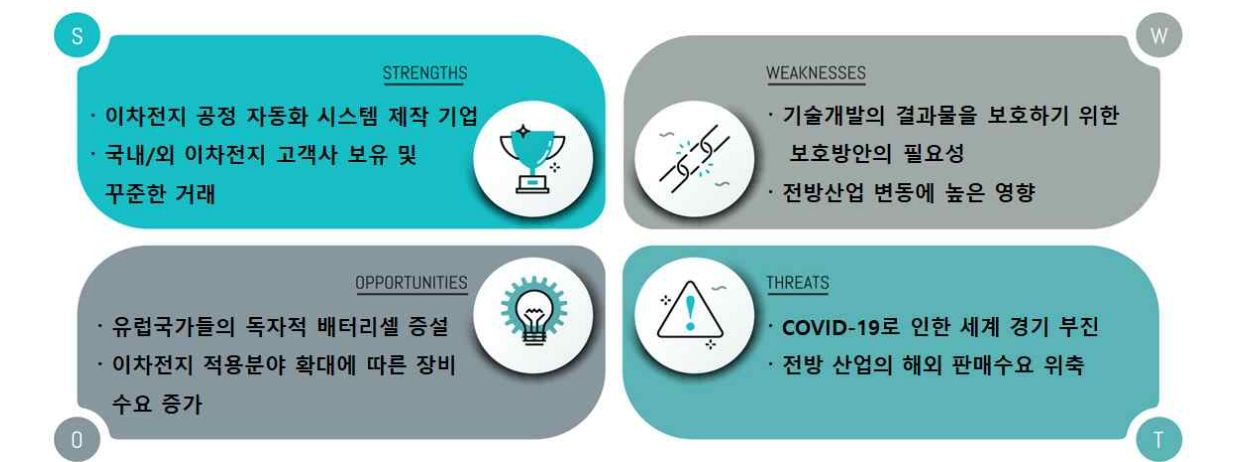 S
STRENGTHS
· 이차전지 공정 자동화 시스템 제작 기업
· 국내/외 이차전지 고객사 보유 및
꾸준한 거래
W
WEAKNESSES
· 기술개발의 결과물을 보호하기 위한
보호방안의 필요성
· 전방산업 변동에 높은 영향
O
OPPORTUNITIES
· 유럽국가들의 독자적 배터리셀 증설
· 이차전지 적용분야 확대에 따른 장비
수요 증가
T
THREATS
· COVID-19로 인한 세계 경기 부진
· 전방 산업의 해외 판매수요 위축